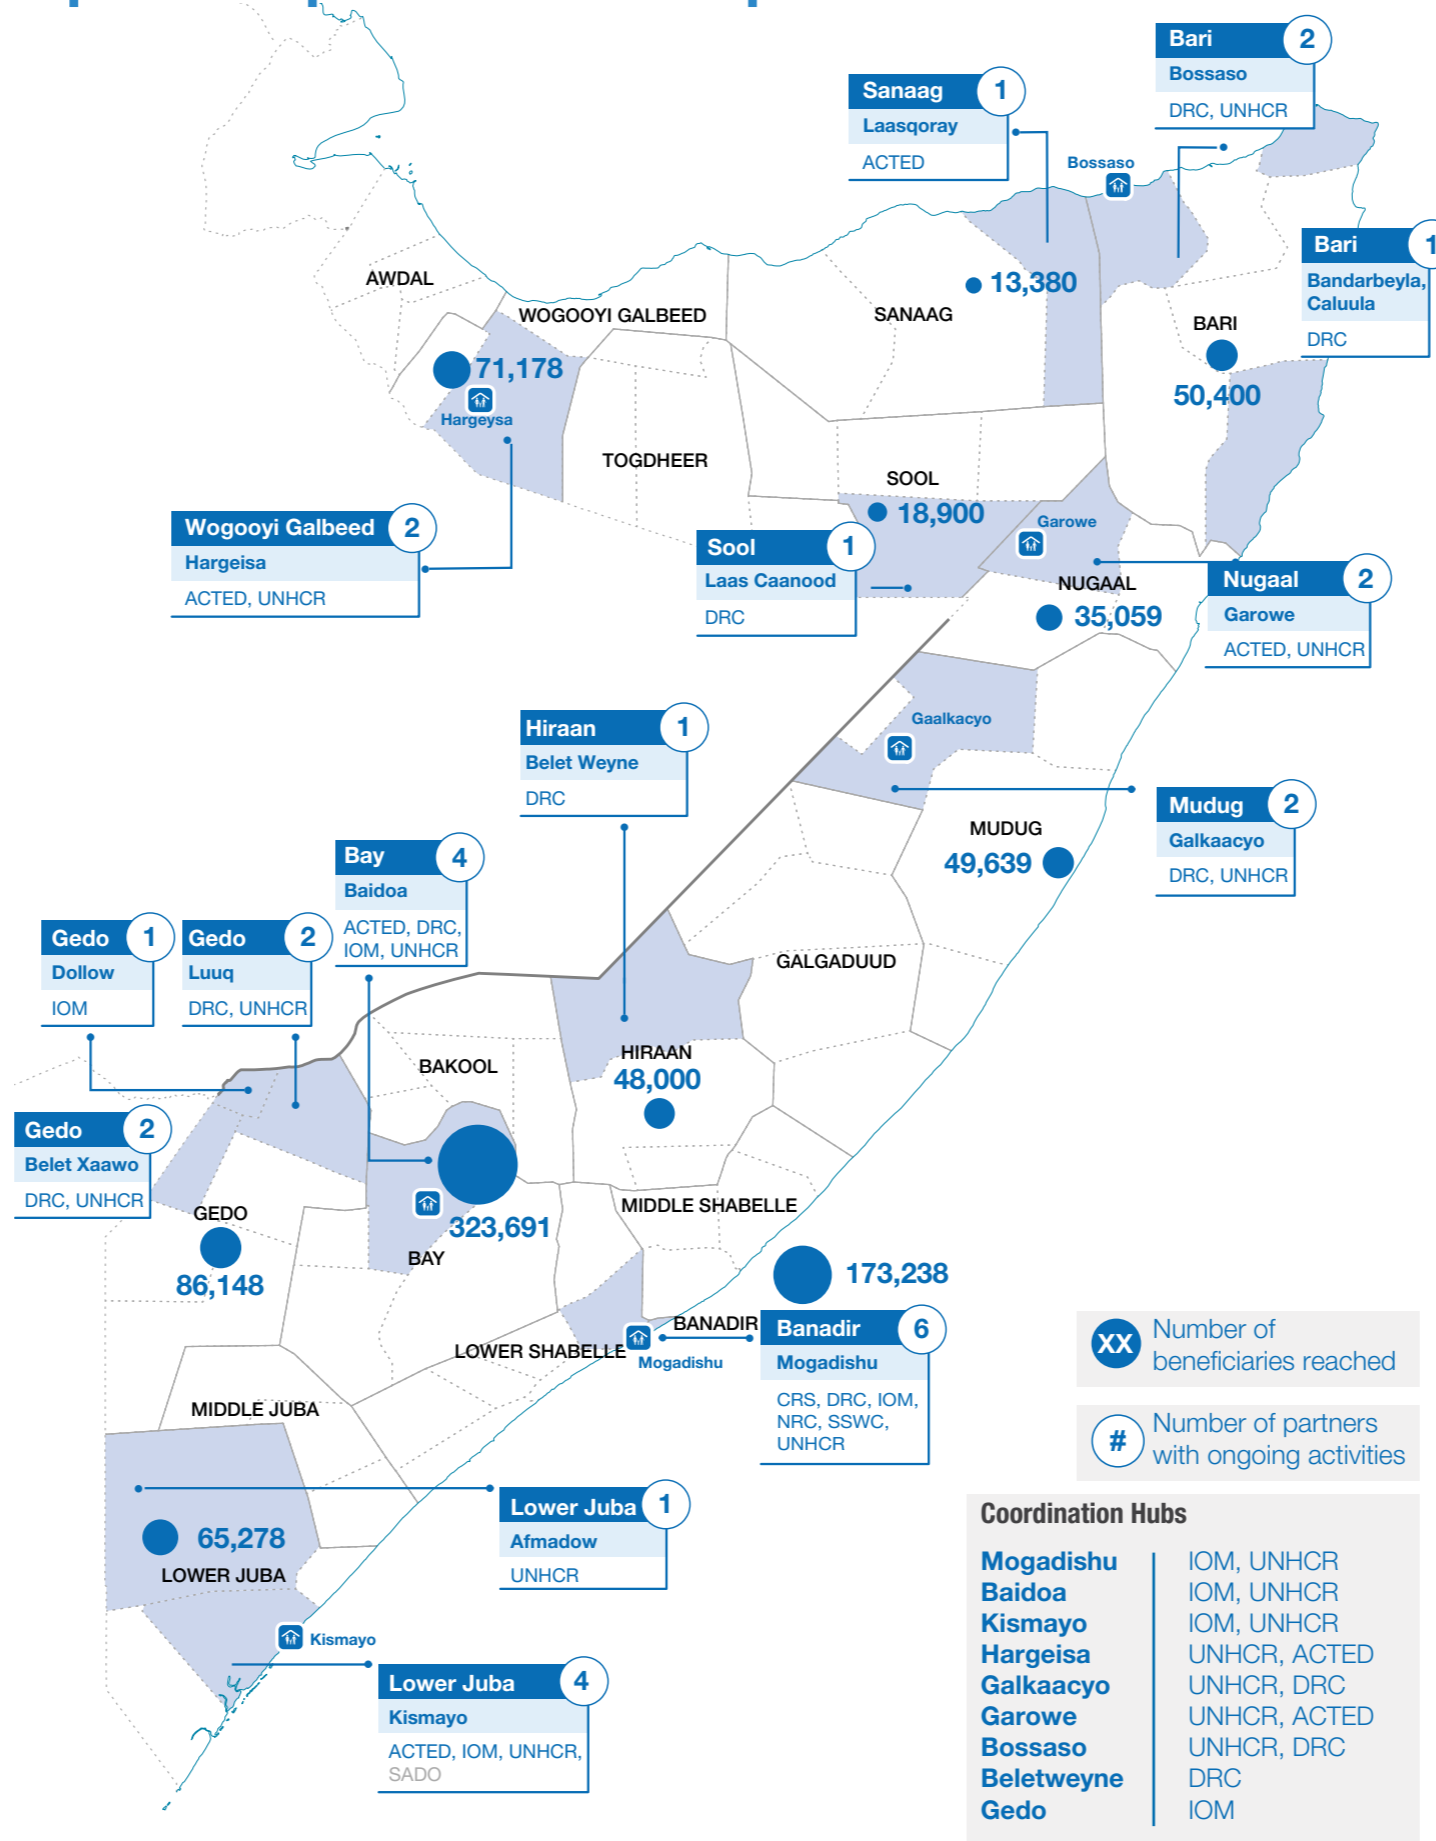 Bari 2
Bossaso
DRC, UNHCR
Sanaag 1
Laasqoray
ACTED
Bossaso
Bari 1
Bandarbeyla,
Caluula
DRC
AWDAL
WOGOOYI GALBEED
SANAAG
13,380
BARI
50,400
71,178
Hargeysa
TOGDHEER
SOOL
18,900
Garowe
Wogooyi Galbeed 2
Hargeisa
ACTED, UNHCR
Sool 1
Laas Caanood
DRC
NUGAAL
35,059
Nugaal 2
Garowe
ACTED, UNHCR
Gaalkacyo
Hiraan 1
Belet Weyne
DRC
Mudug 2
Galkaacyo
DRC, UNHCR
MUDUG
49,639
Bay 4
Baidoa
ACTED, DRC,
IOM, UNHCR
Gedo 1
Dollow
IOM
Gedo 2
Luuq
DRC, UNHCR
GALGADUUD
BAKOOL
HIRAAN
48,000
Gedo 2
Belet Xaawo
DRC, UNHCR
GEDO
86,148
323,691
BAY
MIDDLE SHABELLE
173,238
BANADIR
Banadir 6
Mogadishu
CRS, DRC, IOM,
NRC, SSWC,
UNHCR
LOWER SHABELLE
Mogadishu
MIDDLE JUBA
Lower Juba 1
Afmadow
UNHCR
65,278
LOWER JUBA
Kismayo
Lower Juba 4
Kismayo
ACTED, IOM, UNHCR,
SADO
XX Number of
beneficiaries reached
# Number of partners
with ongoing activities
Coordination Hubs
Mogadishu IOM, UNHCR
Baidoa IOM, UNHCR
Kismayo IOM, UNHCR
Hargeisa UNHCR, ACTED
Galkaacyo UNHCR, DRC
Garowe UNHCR, ACTED
Bossaso UNHCR, DRC
Beletweyne DRC
Gedo IOM